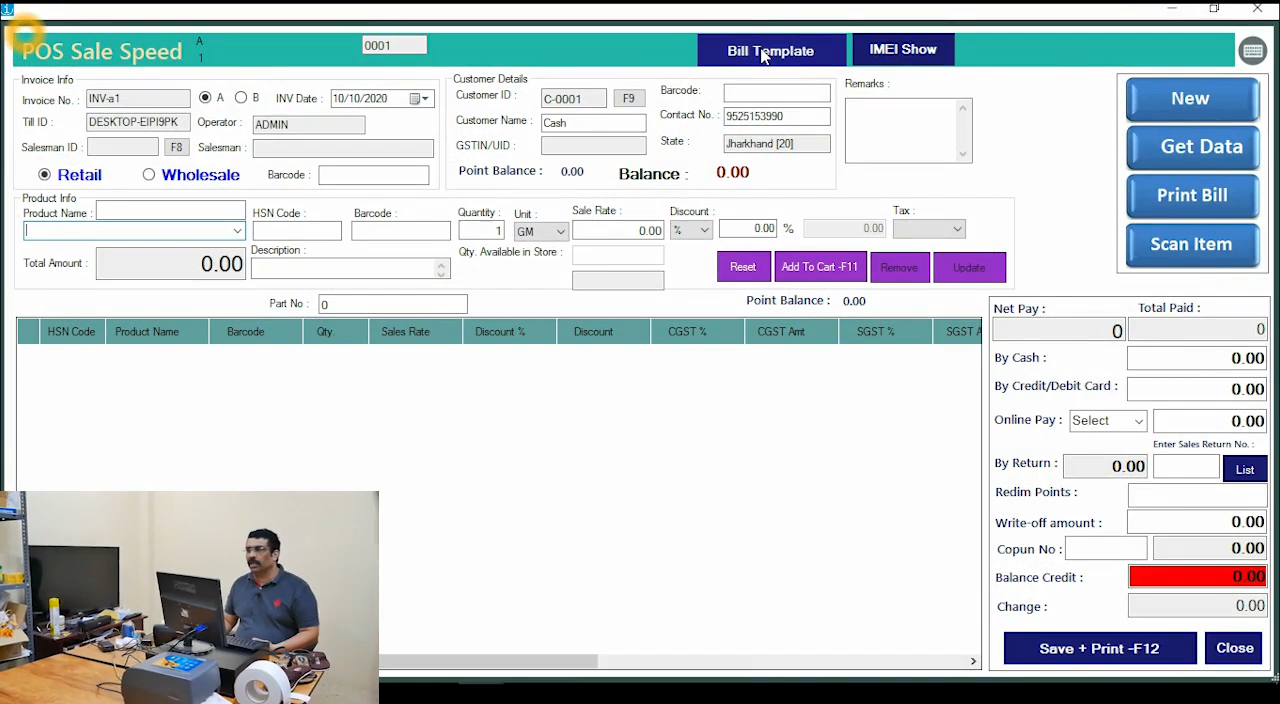 POS Sale Speed
A
1
0001
Bill Template
IMEI Show
Invoice Info
Invoice No. :
INV-a1
A
B
INV Date :
10/10/2020
Till ID :
DESKTOP-EIPI9PK
Operator :
ADMIN
Salesman ID :
F8
Salesman :
Retail
Wholesale
Barcode :
Customer Details
Customer ID :
C-0001
F9
Customer Name :
Cash
GSTIN/UID :
Point Balance :
0.00
Barcode:
Contact No. :
9525153990
State :
Jharkhand [20]
Balance :
0.00
Remarks :
New
Get Data
Print Bill
Scan Item
Product Info
Product Name :
HSN Code :
Barcode :
Quantity :
1
Unit :
GM
Sale Rate :
0.00
Discount :
%
0.00
%
0.00
Tax :
Total Amount :
0.00
Description :
Qty. Available in Store :
Reset
Add To Cart -F11
Remove
Update
Part No :
0
Point Balance :
0.00
HSN Code
Product Name
Barcode
Qty.
Sales Rate
Discount %
Discount
CGST %
CGST Amt
SGST %
SGST A
Net Pay :
0
Total Paid :
0
By Cash :
0.00
By Credit/Debit Card :
0.00
Online Pay :
Select
0.00
Enter Sales Return No. :
By Return :
0.00
List
Redim Points :
Write-off amount :
0.00
Copun No :
0.00
Balance Credit :
0.00
Change :
0.00
Save + Print -F12
Close